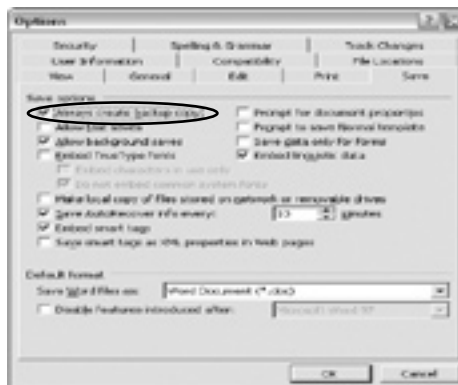 Options
Security Spelling & Grammar Track Changes
User Information Compatibility File Locations
View General Edit Print Save
Save options
Always create backup copy Prompt for document properties
Allow fast saves Prompt to save Normal template
Allow background saves Save data only for forms
Embed TrueType fonts Embed linguistic data
Embed characters in use only
Do not embed common system fonts
Make local copy of files stored on network or removable drives
Save AutoRecover info every: 10 minutes
Embed smart tags
Save smart tags as XML properties in Web pages
Default format
Save Word files as: Word Document (*.doc)
Disable features introduced after: Microsoft Word 97
OK Cancel